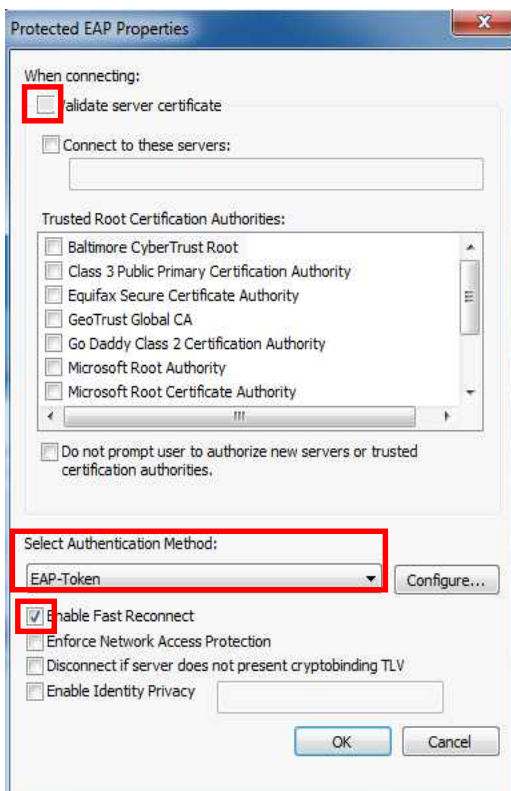 Protected EAP Properties
When connecting:
Validate server certificate
Connect to these servers:
Trusted Root Certification Authorities:
Baltimore CyberTrust Root
Class 3 Public Primary Certification Authority
Equifax Secure Certificate Authority
GeoTrust Global CA
Go Daddy Class 2 Certification Authority
Microsoft Root Authority
Microsoft Root Certificate Authority
Do not prompt user to authorize new servers or trusted
certification authorities.
Select Authentication Method:
EAP-Token
Configure...
Enable Fast Reconnect
Enforce Network Access Protection
Disconnect if server does not present cryptobinding TLV
Enable Identity Privacy
OK
Cancel